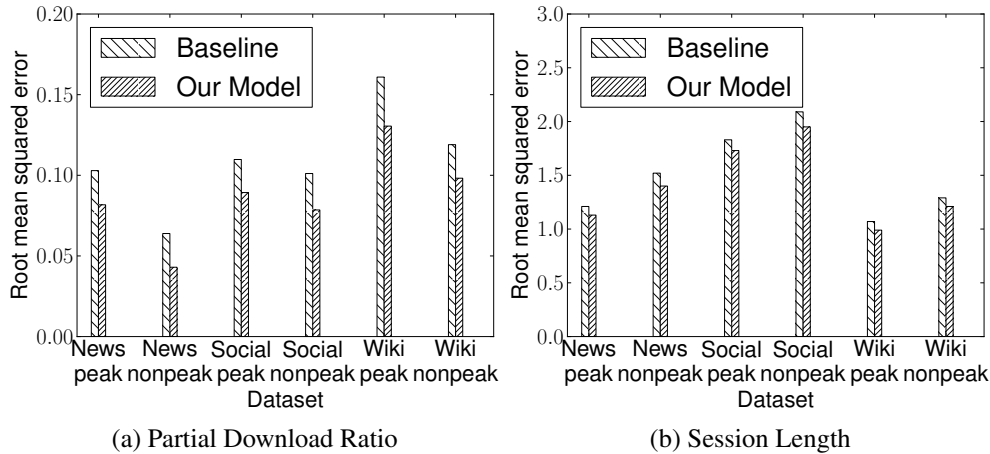 0.20
0.15
0.10
0.05
0.00
Root mean squared error
Baseline
Our Model
News peak
News nonpeak
Social peak
Social nonpeak
Wiki peak
Wiki nonpeak
Dataset
(a) Partial Download Ratio
3.0
2.5
2.0
1.5
1.0
0.5
0.0
Root mean squared error
Baseline
Our Model
News peak
News nonpeak
Social peak
Social nonpeak
Wiki peak
Wiki nonpeak
Dataset
(b) Session Length